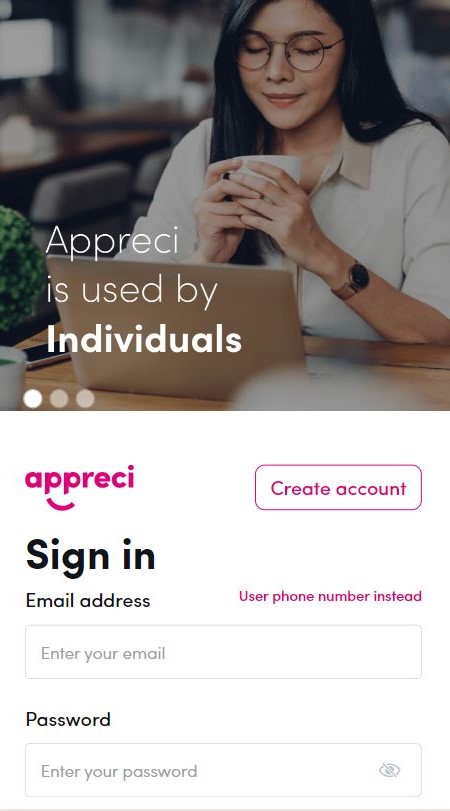 Appreci
is used by
Individuals
appreci
Create account
Sign in
Email address
User phone number instead
Enter your email
Password
Enter your password